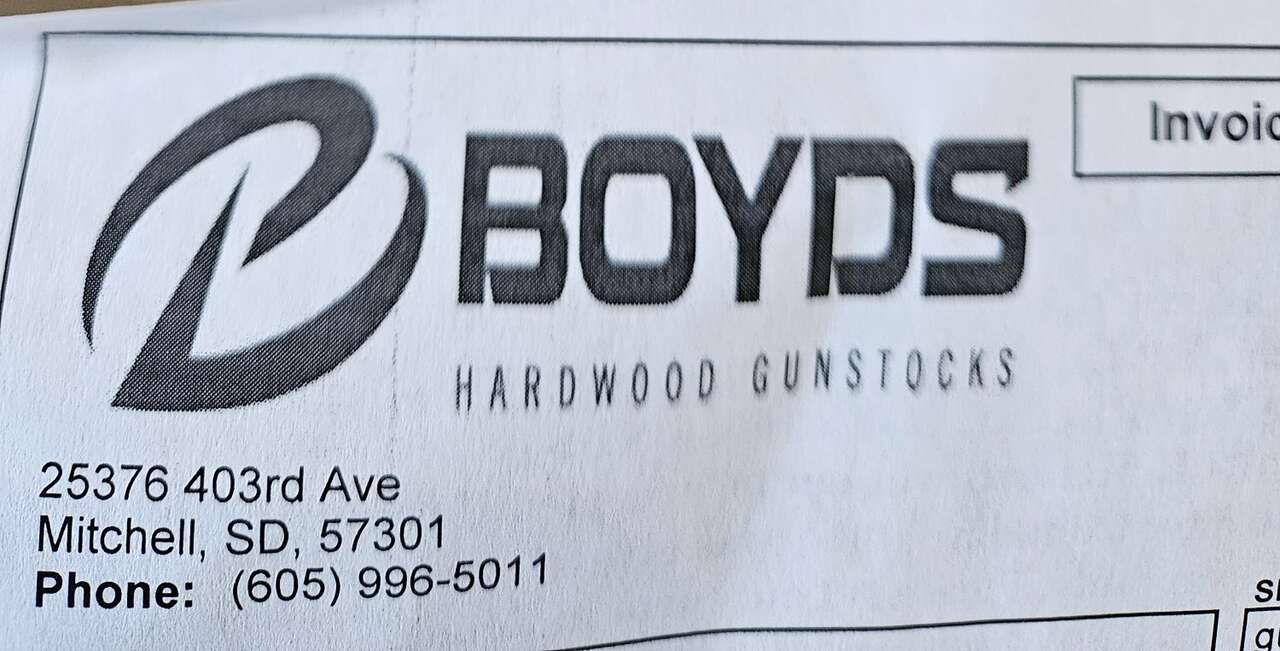 BOYDS
HARDWOOD GUNSTOCKS
25376 403rd Ave
Mitchell, SD, 57301
Phone: (605) 996-5011